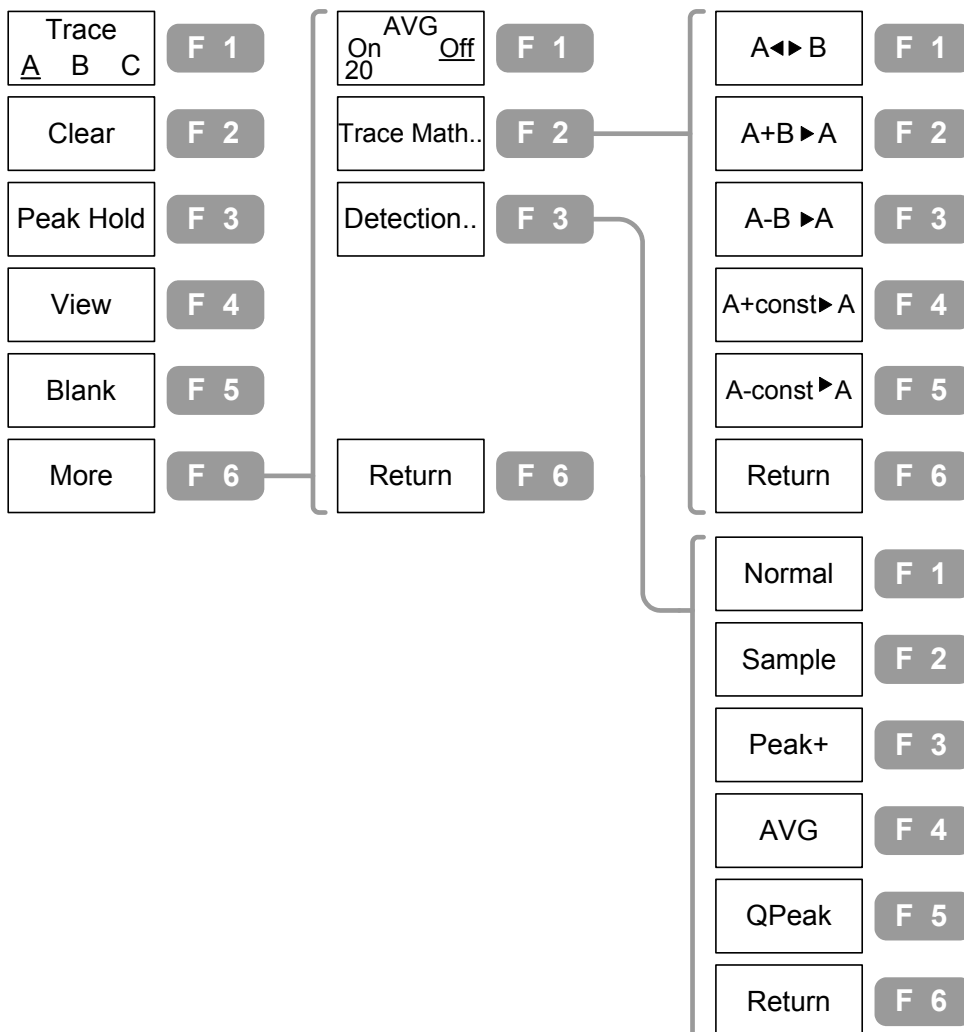 Trace
A B C
F 1
Clear
F 2
Peak Hold
F 3
View
F 4
Blank
F 5
More
F 6
AVG
On Off
20
F 1
Trace Math..
F 2
Detection..
F 3
Return
F 6
A◂▸ B
F 1
A+B▸A
F 2
A-B ▸A
F 3
A+const▸ A
F 4
A-const▸A
F 5
Return
F 6
Normal
F 1
Sample
F 2
Peak+
F 3
AVG
F 4
QPeak
F 5
Return
F 6